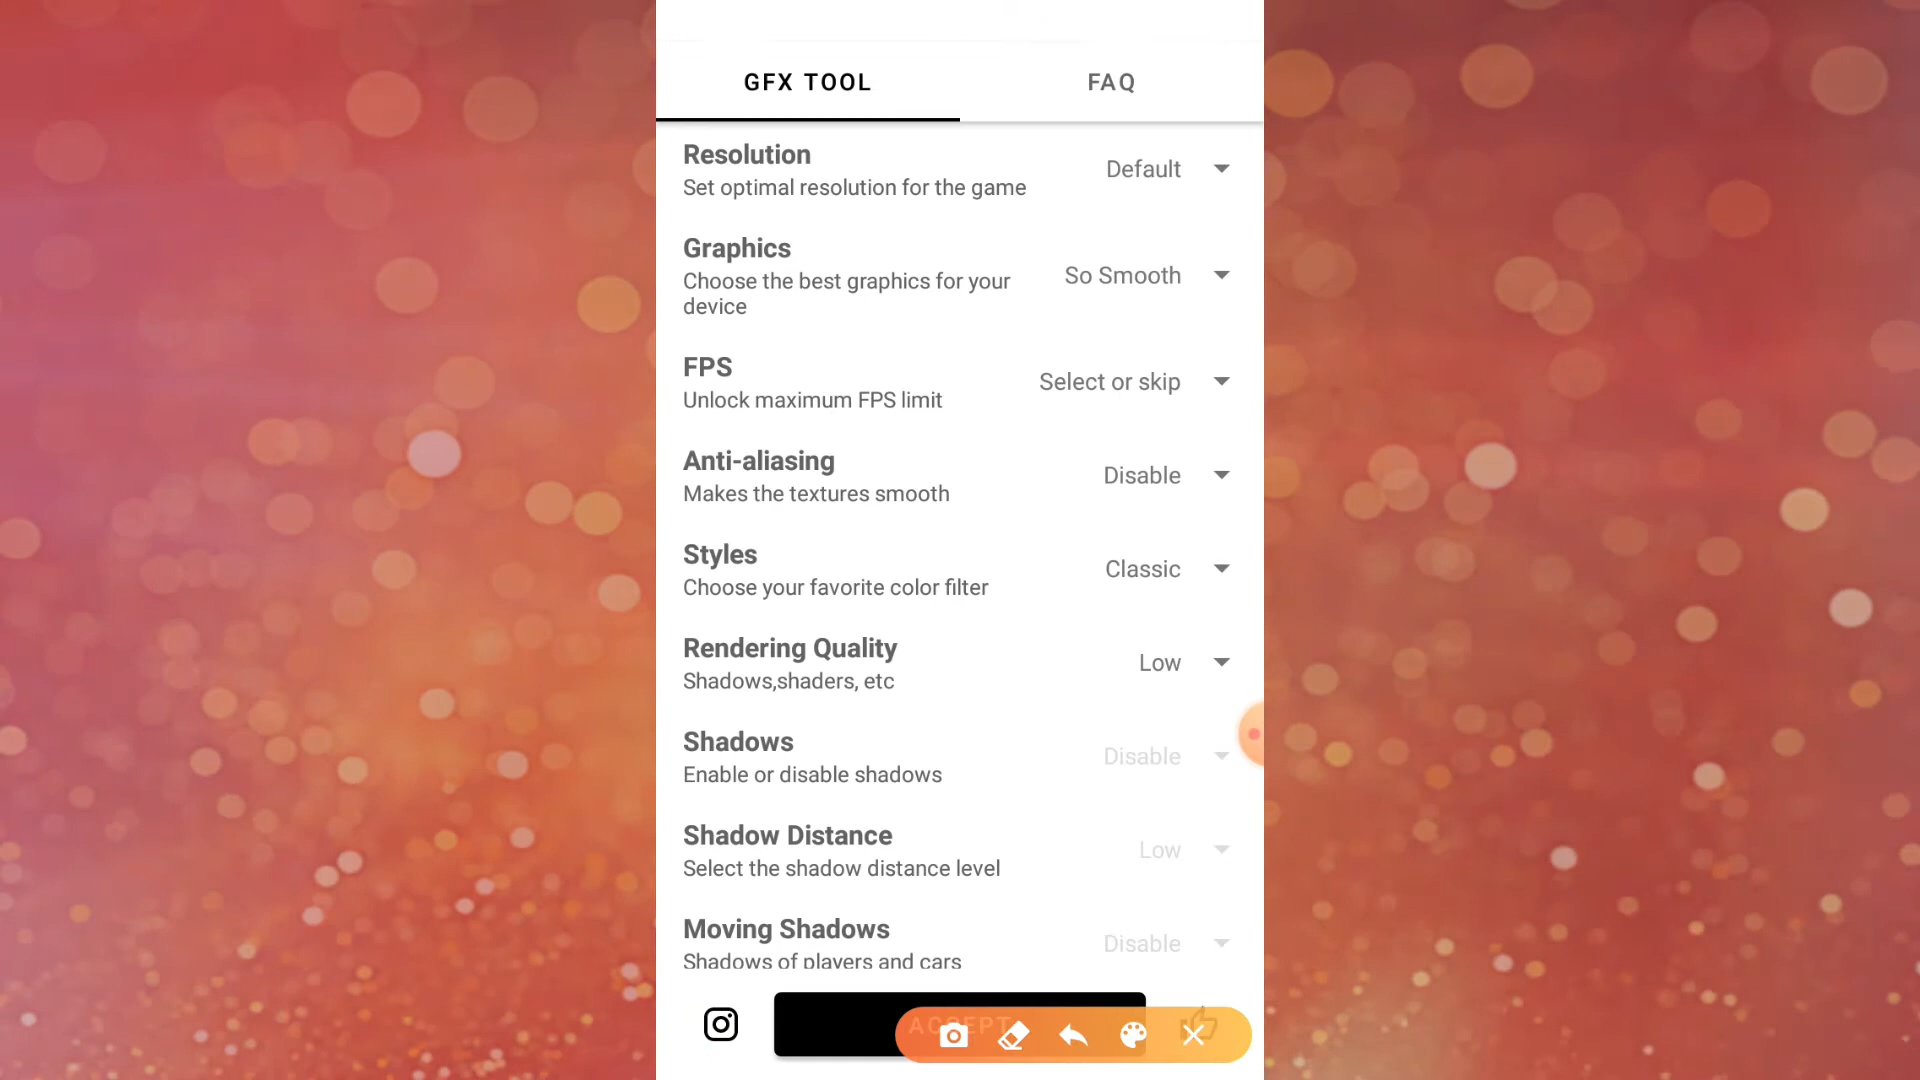 GFX TOOL
FAQ
Resolution
Set optimal resolution for the game
Default
Graphics
Choose the best graphics for your
device
So Smooth
FPS
Unlock maximum FPS limit
Select or skip
Anti-aliasing
Makes the textures smooth
Disable
Styles
Choose your favorite color filter
Classic
Rendering Quality
Shadows,shaders, etc
Low
Shadows
Enable or disable shadows
Disable
Shadow Distance
Select the shadow distance level
Low
Moving Shadows
Shadows of players and cars
Disable
ACCEPT